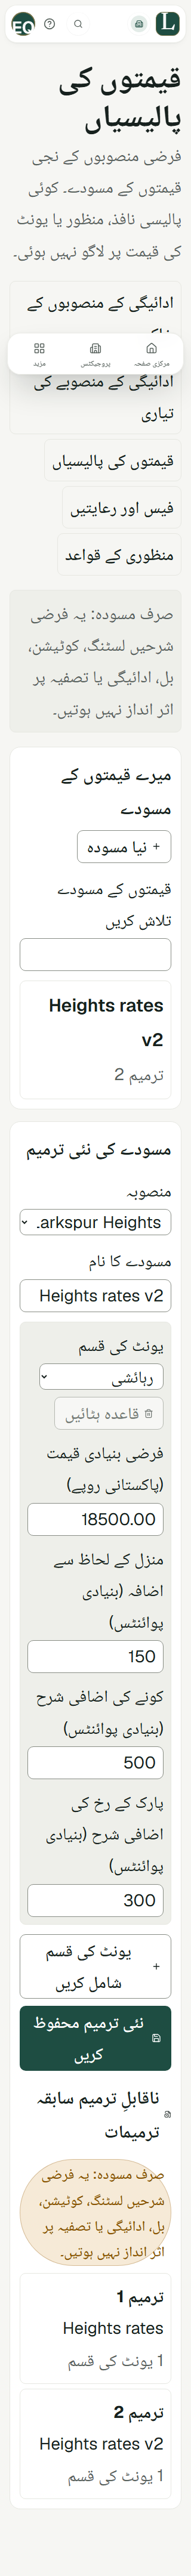 EQ
L
قیمتوں کی
پالیسیاں
فرضی منصوبوں کے نجی
قیمتوں کے مسودے۔ کوئی
پالیسی نافذ، منظور یا یونٹ
کی قیمت پر لاگو نہیں ہوئی۔
ادائیگی کے منصوبوں کے
مرکزی صفحہ
پروجیکٹس
مزید
ادائیگی کے منصوبے کی
تیاری
قیمتوں کی پالیسیاں
فیس اور رعایتیں
منظوری کے قواعد
صرف مسودہ: یہ فرضی
شرحیں لسٹنگ، کوٹیشن،
بل، ادائیگی یا تصفیہ پر
اثر انداز نہیں ہوتیں۔
میرے قیمتوں کے
مسودے
+ نیا مسودہ
قیمتوں کے مسودے
تلاش کریں
Heights rates
v2
ترمیم 2
مسودے کی نئی ترمیم
منصوبہ
arkspur Heights
مسودے کا نام
Heights rates v2
یونٹ کی قسم
رہائشی
قاعدہ ہٹائیں
فرضی بنیادی قیمت
(پاکستانی روپے)
18500.00
منزل کے لحاظ سے
اضافہ (بنیادی
پوائنٹس)
150
کونے کی اضافی شرح
(بنیادی پوائنٹس)
500
پارک کے رخ کی
اضافی شرح (بنیادی
پوائنٹس)
300
+ یونٹ کی قسم
شامل کریں
نئی ترمیم محفوظ
کریں
ناقابلِ ترمیم سابقہ
ترمیمات
صرف مسودہ: یہ فرضی
شرحیں لسٹنگ، کوٹیشن،
بل، ادائیگی یا تصفیہ پر
اثر انداز نہیں ہوتیں۔
ترمیم 1
Heights rates
1 یونٹ کی قسم
ترمیم 2
Heights rates v2
1 یونٹ کی قسم